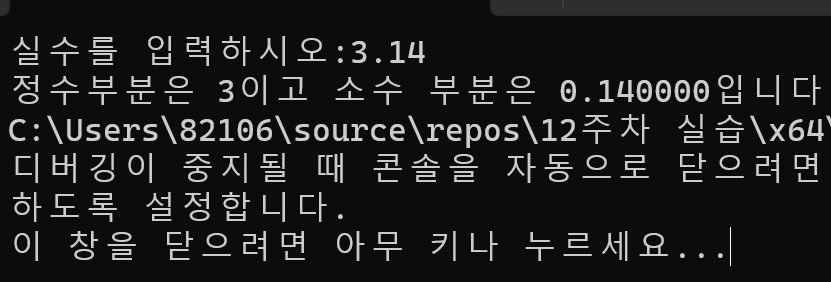 실수를 입력하시오:3.14
정수부분은 3이고 소수 부분은 0.140000입니다
C:\Users\82106\source\repos\12주차 실습\x64\
디버깅이 중지될 때 콘솔을 자동으로 닫으려면
하도록 설정합니다.
이 창을 닫으려면 아무 키나 누르세요...